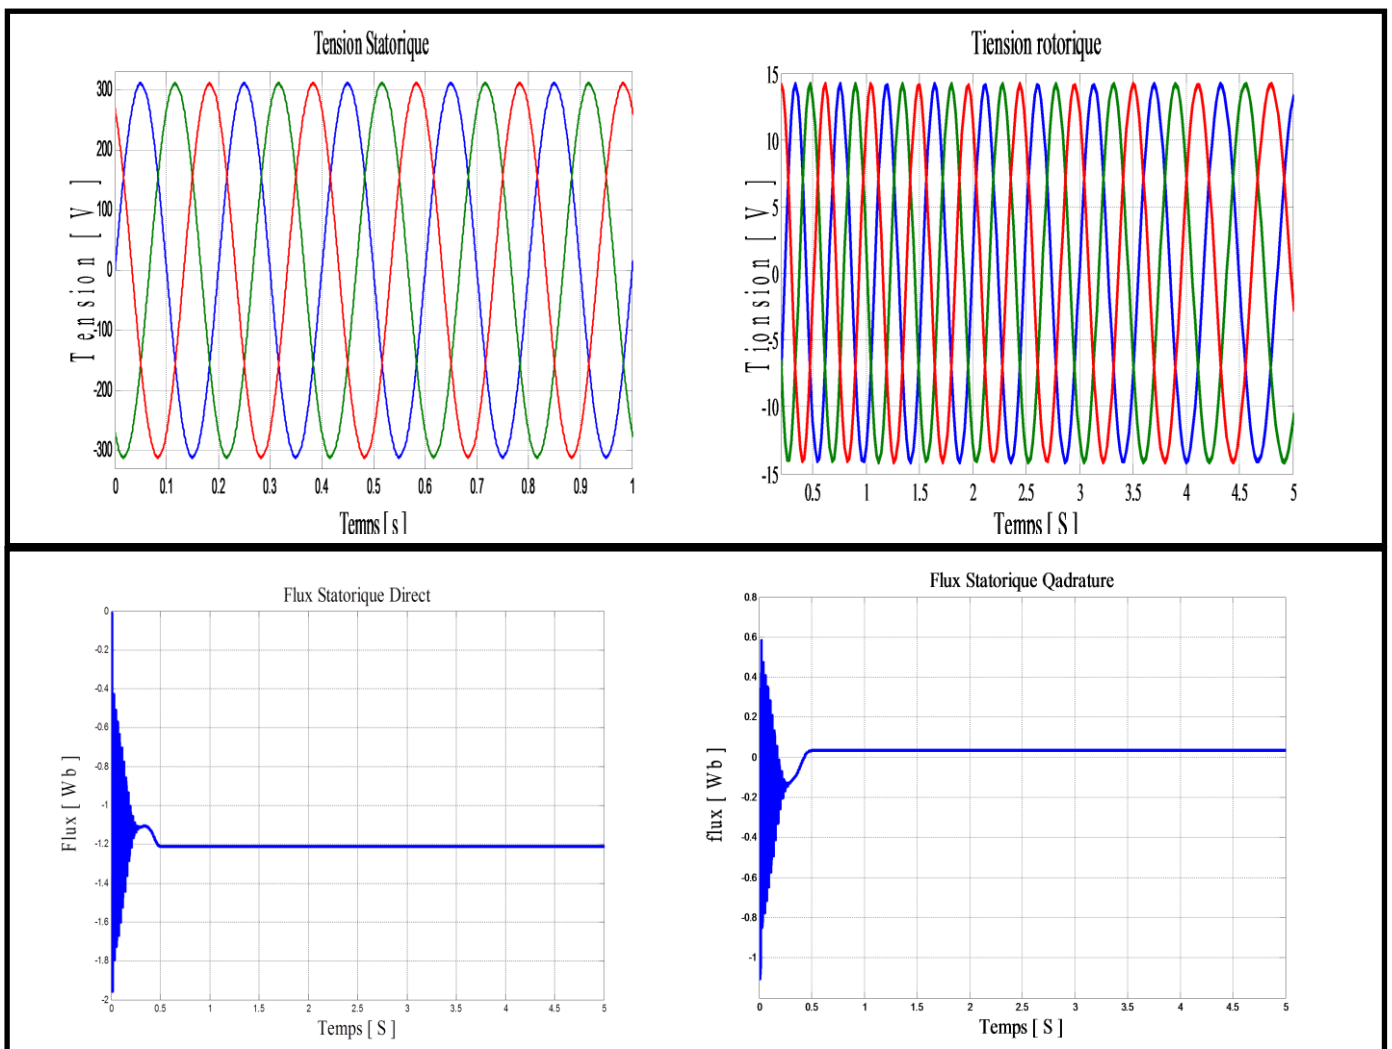 Tension Statorique
300
200
100
0
-100
-200
-300
T e n s i o n [ V ]
0 0.1 0.2 0.3 0.4 0.5 0.6 0.7 0.8 0.9 1
Temps [ s ]
Tiension rotorique
15
10
5
0
-5
-10
-15
T i o n s i o n [ V ]
0.5 1 1.5 2 2.5 3 3.5 4 4.5 5
Temps [ S ]
Flux Statorique Direct
0
-0.2
-0.4
-0.6
-0.8
-1
-1.2
-1.4
-1.6
-1.8
-2
Flux [ W b ]
0 0.5 1 1.5 2 2.5 3 3.5 4 4.5 5
Temps [ S ]
Flux Statorique Qadrature
0.8
0.6
0.4
0.2
0
-0.2
-0.4
-0.6
-0.8
-1
flux [ W b ]
0 0.5 1 1.5 2 2.5 3 3.5 4 4.5 5
Temps [ S ]